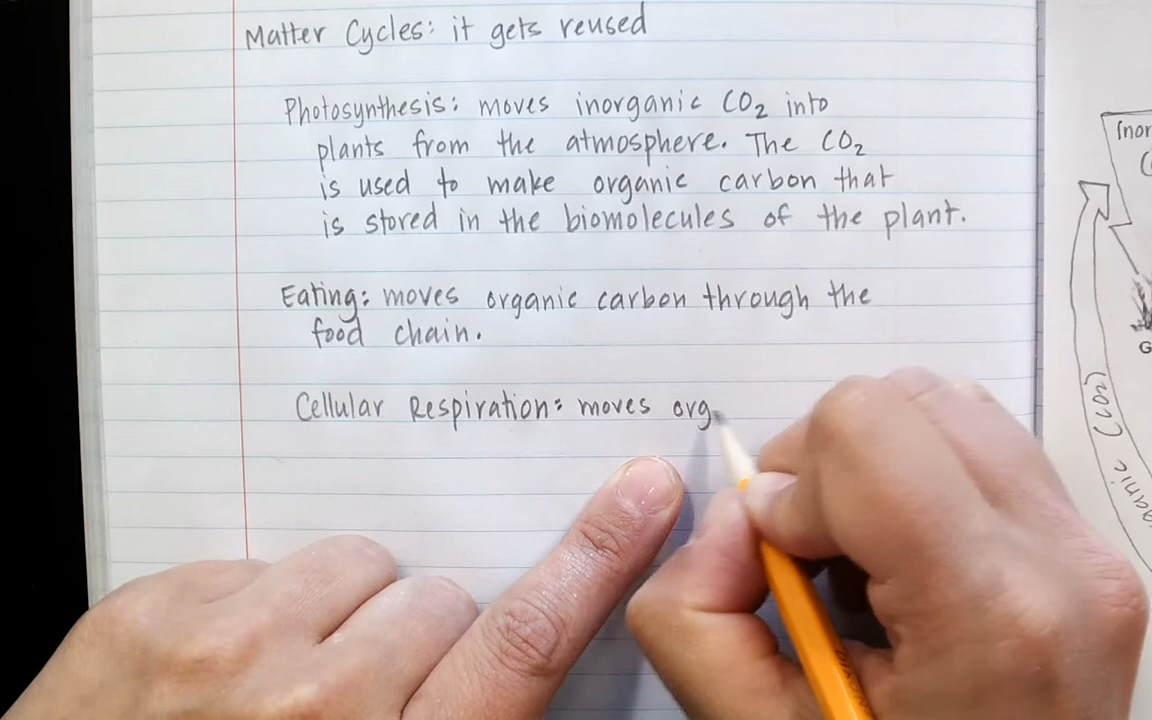 Matter Cycles: it gets reused
Photosynthesis: moves inorganic CO₂ into
plants from the atmosphere. The CO₂
is used to make organic carbon that
is stored in the biomolecules of the plant.
Eating: moves organic carbon through the
food chain.
Cellular Respiration: moves org
(CO₂)